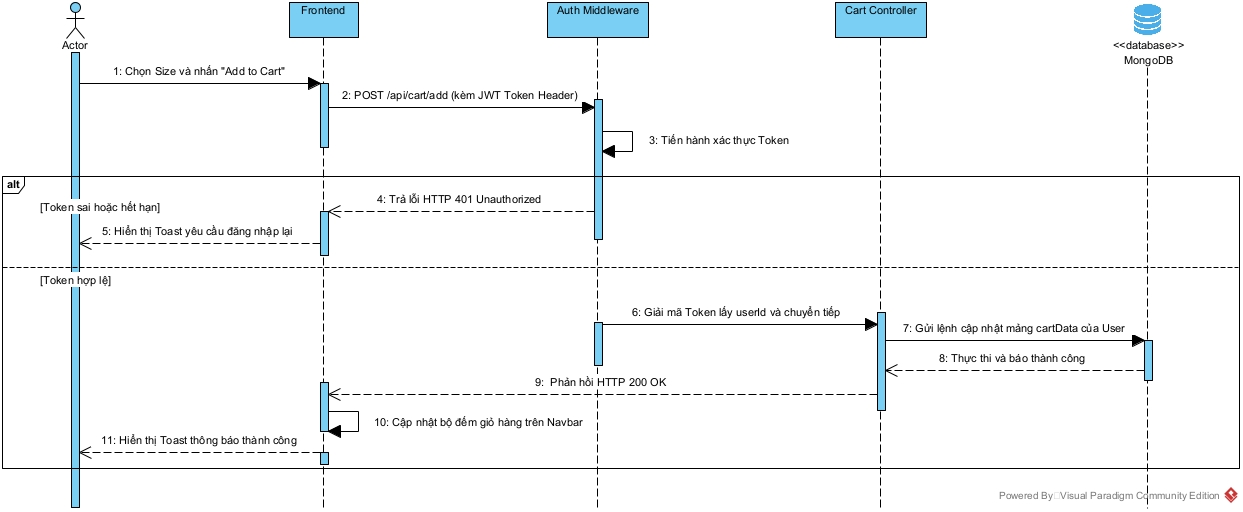 Frontend
Auth Middleware
Cart Controller
Actor
<<database>>
MongoDB
1: Chọn Size và nhấn "Add to Cart"
2: POST /api/cart/add (kèm JWT Token Header)
3: Tiến hành xác thực Token
alt
4: Trả lỗi HTTP 401 Unauthorized
[Token sai hoặc hết hạn]
5: Hiển thị Toast yêu cầu đăng nhập lại
[Token hợp lệ]
6: Giải mã Token lấy userId và chuyển tiếp
7: Gửi lệnh cập nhật mảng cartData của User
8: Thực thi và báo thành công
9: Phản hồi HTTP 200 OK
10: Cập nhật bộ đếm giỏ hàng trên Navbar
11: Hiển thị Toast thông báo thành công
Powered By Visual Paradigm Community Edition